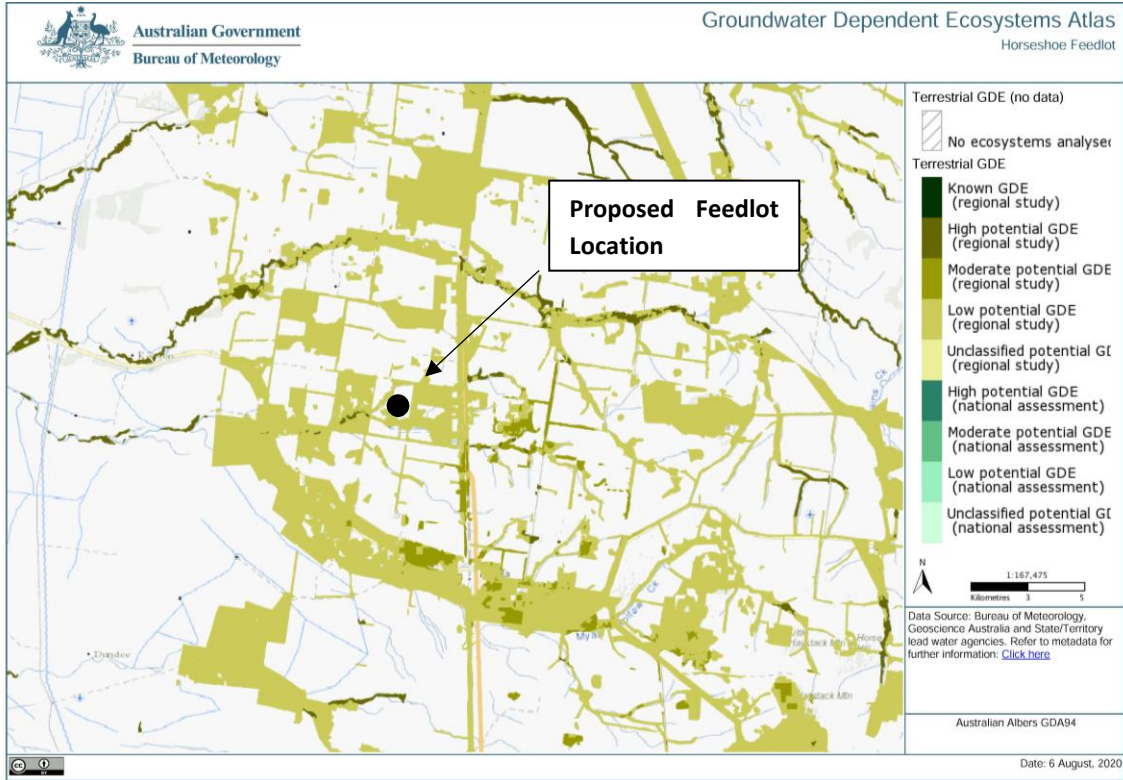 Australian Government
Bureau of Meteorology
Groundwater Dependent Ecosystems Atlas
Horseshoe Feedlot
Proposed Feedlot
Location
Dundee
Haystack Mtn
Horse
Terrestrial GDE (no data)
No ecosystems analysed
Terrestrial GDE
Known GDE
(regional study)
High potential GDE
(regional study)
Moderate potential GDE
(regional study)
Low potential GDE
(regional study)
Unclassified potential G
(regional study)
High potential GDE
(national assessment)
Moderate potential GDE
(national assessment)
Low potential GDE
(national assessment)
Unclassified potential G
(national assessment)
N
1:167,475
Kilometres 3 5
Data Source: Bureau of Meteorology,
Geoscience Australia and State/Territory
lead water agencies. Refer to metadata for
further information: Click here
Australian Albers GDA94
cc BY
Date: 6 August, 2020